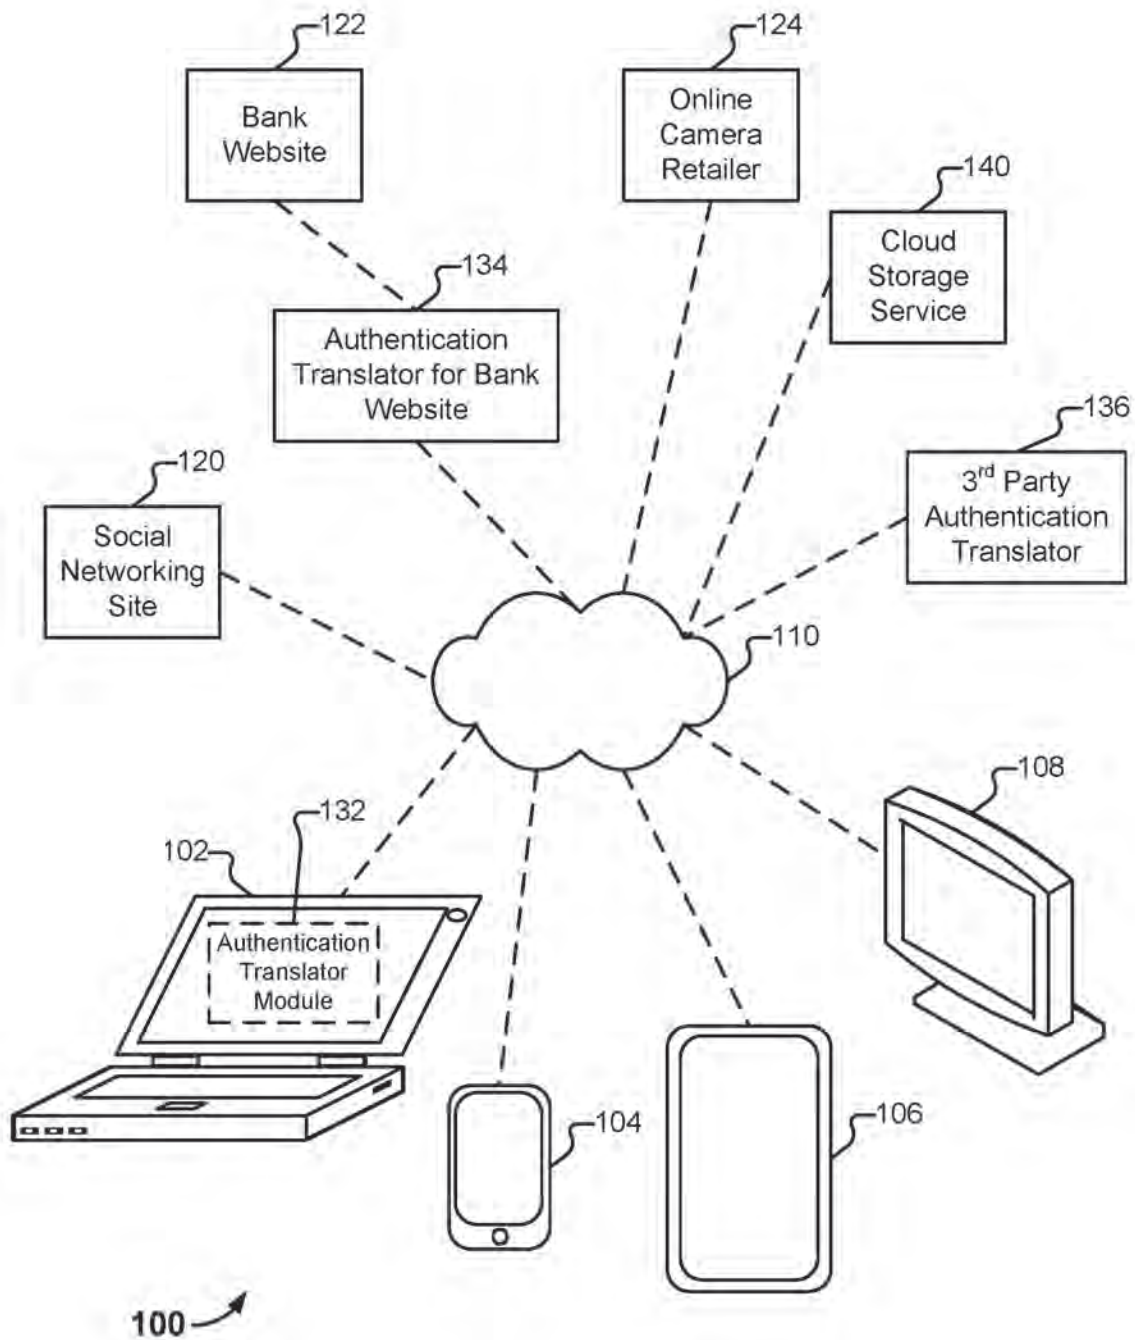 122
Bank
Website
124
Online
Camera
Retailer
140
Cloud
Storage
Service
134
Authentication
Translator for Bank
Website
136
3rd Party
Authentication
Translator
120
Social
Networking
Site
110
108
132
102
Authentication
Translator
Module
104
106
100